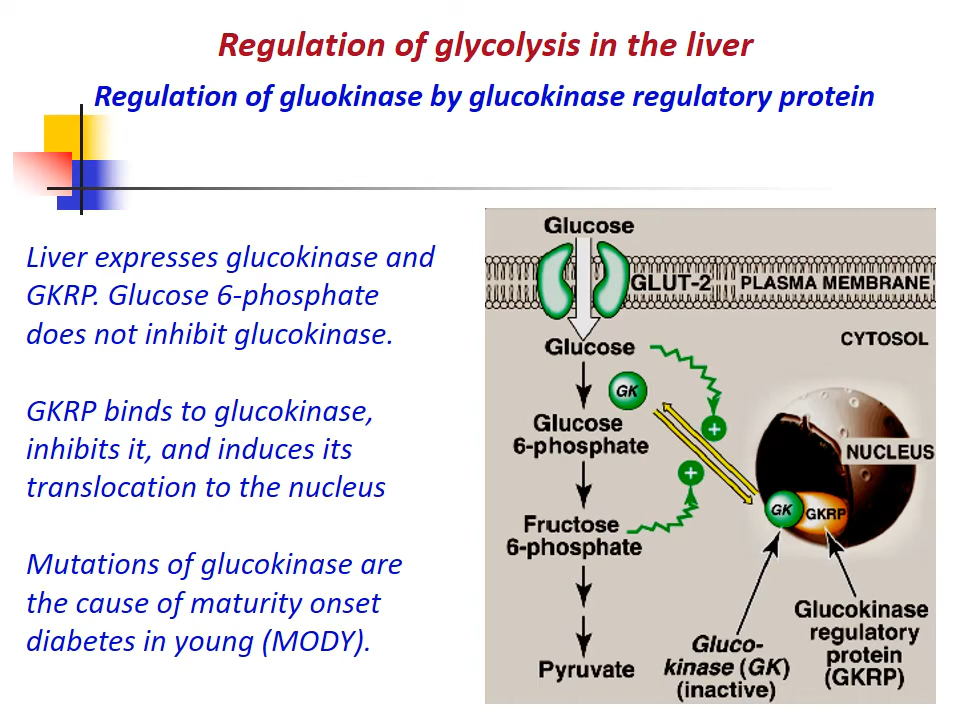 Regulation of glycolysis in the liver
Regulation of gluokinase by glucokinase regulatory protein
Liver expresses glucokinase and
GKRP. Glucose 6-phosphate
does not inhibit glucokinase.
GKRP binds to glucokinase,
inhibits it, and induces its
translocation to the nucleus
Mutations of glucokinase are
the cause of maturity onset
diabetes in young (MODY).
Glucose
GLUT-2
PLASMA MEMBRANE
CYTOSOL
Glucose
GK
+
Glucose
6-phosphate
NUCLEUS
+
GK
GKRP
Fructose
6-phosphate
Pyruvate
Gluco-
kinase (GK)
(inactive)
Glucokinase
regulatory
protein
(GKRP)